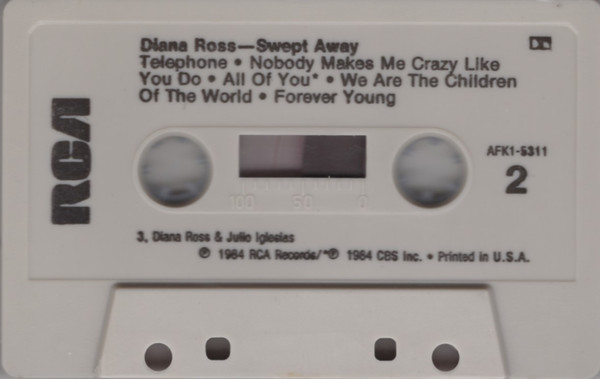 Diana Ross—Swept Away
Telephone • Nobody Makes Me Crazy Like
You Do • All Of You* • We Are The Children
Of The World • Forever Young
RCA
AFK1-5311
2
100 50 0
3. Diana Ross & Julio Iglesias
℗ 1984 RCA Records/*℗ 1984 CBS Inc. • Printed in U.S.A.